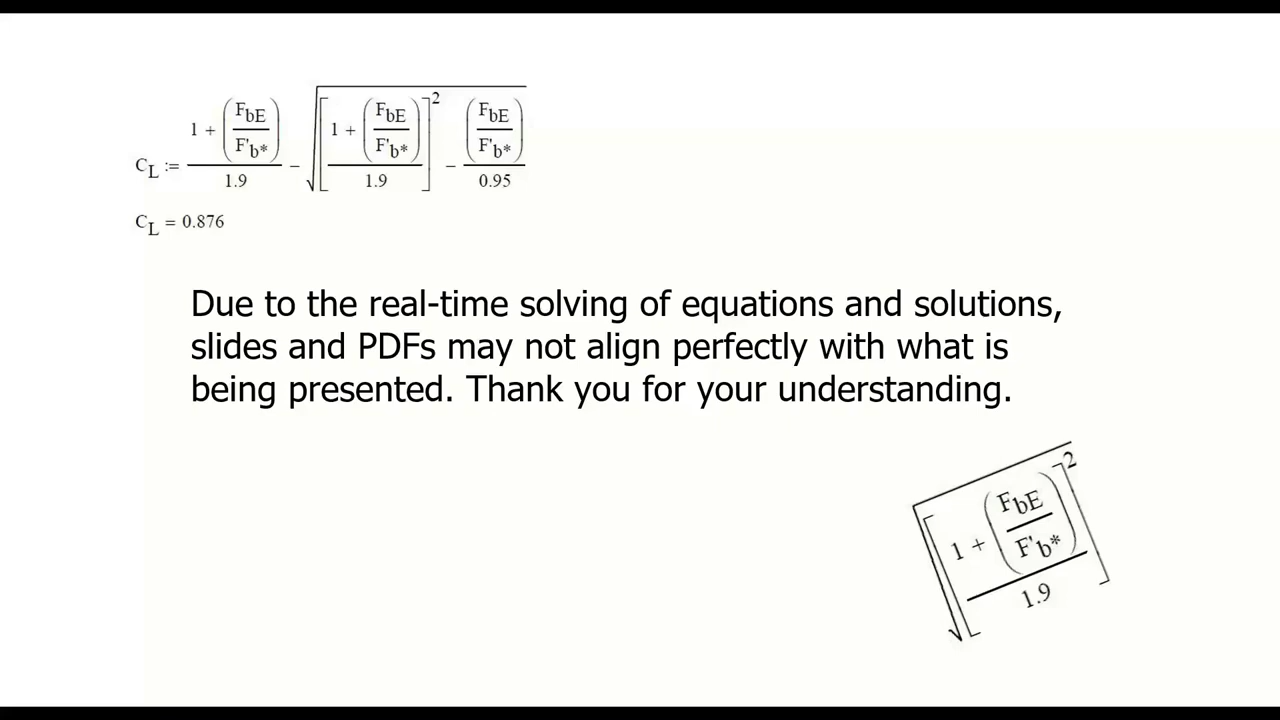 C_L := (1 + (F_bE / F'_b*)) / 1.9 − √([(1 + (F_bE / F'_b*)) / 1.9]^2 − (F_bE / F'_b*) / 0.95)
C_L = 0.876
Due to the real-time solving of equations and solutions,
slides and PDFs may not align perfectly with what is
being presented. Thank you for your understanding.
√[(1 + (F_bE / F'_b*)) / 1.9]^2